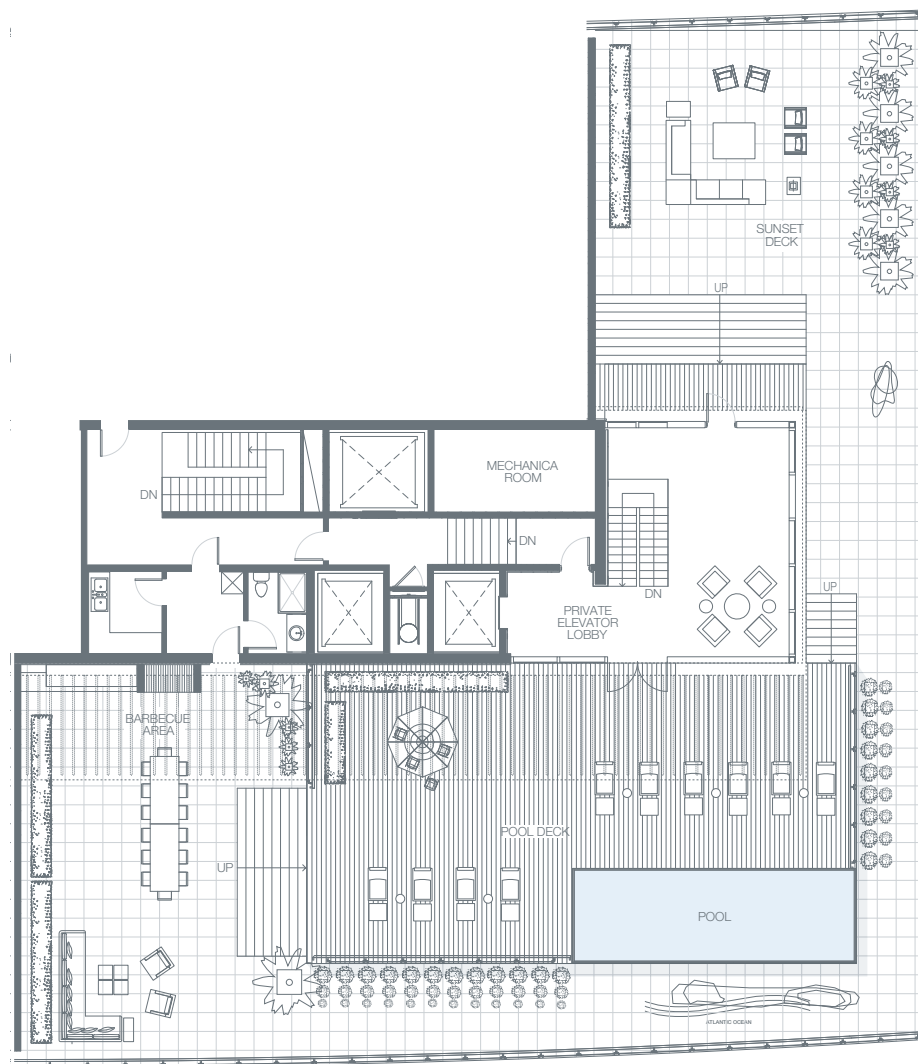 SUNSET
DECK
UP
MECHANICA
ROOM
DN
DN
DN
UP
PRIVATE
ELEVATOR
LOBBY
BARBECUE
AREA
POOL DECK
UP
POOL
ATLANTIC OCEAN